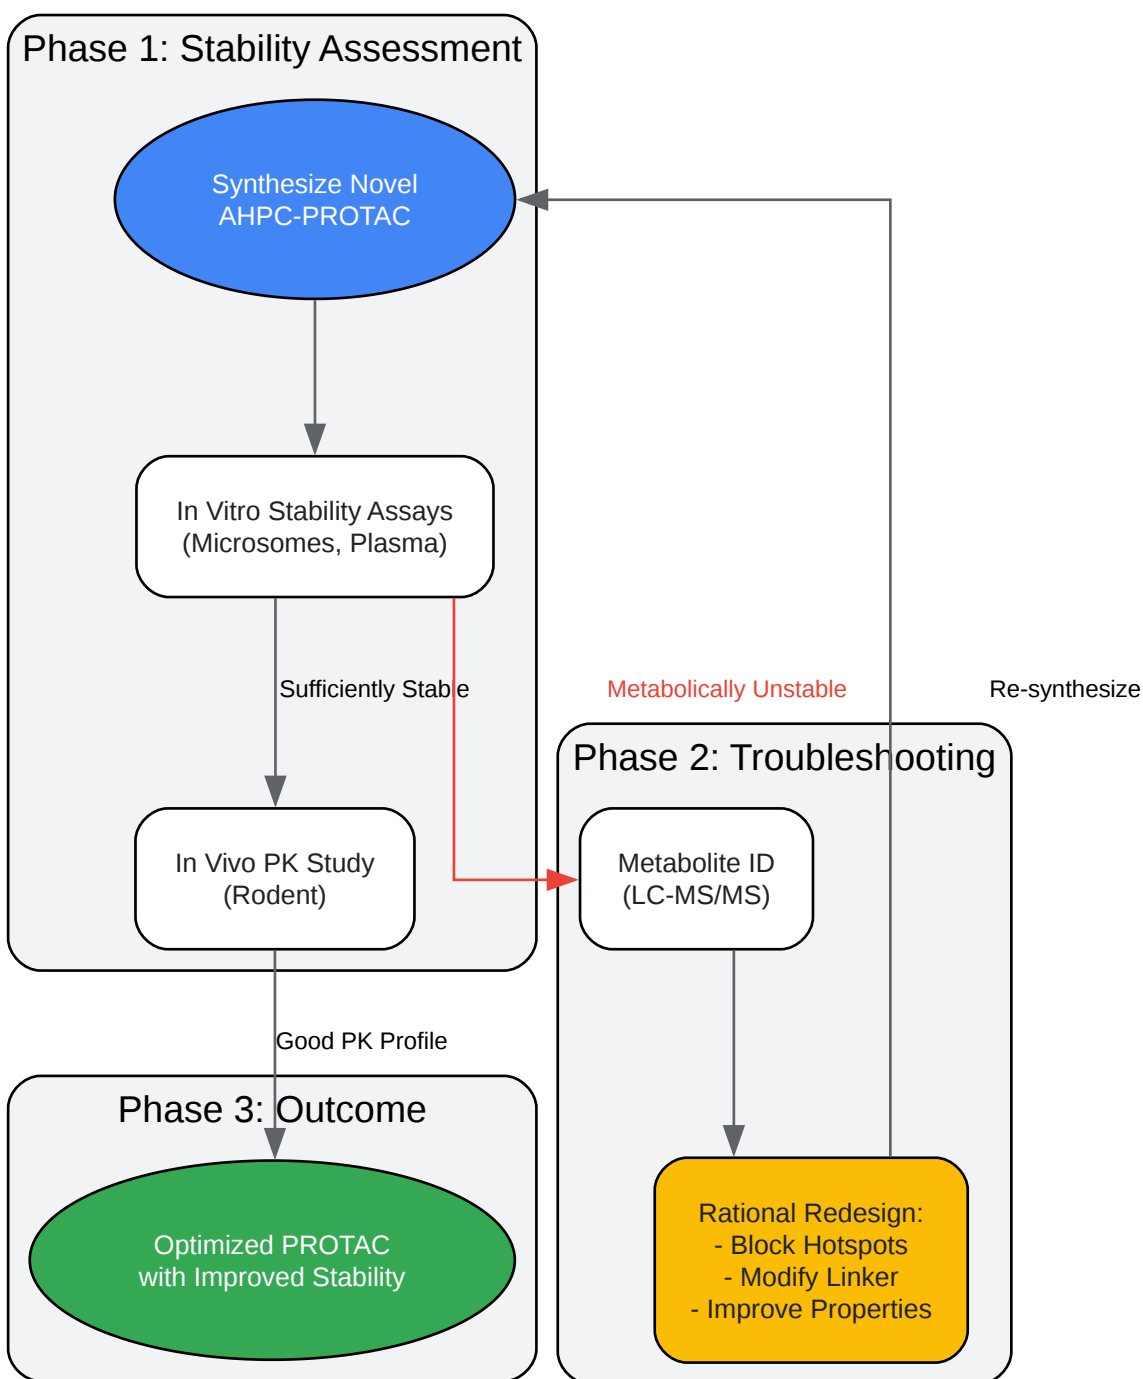 Phase 1: Stability Assessment
Synthesize Novel
AHPC-PROTAC
In Vitro Stability Assays
(Microsomes, Plasma)
Sufficiently Stable
Metabolically Unstable
Re-synthesize
Phase 2: Troubleshooting
In Vivo PK Study
(Rodent)
Metabolite ID
(LC-MS/MS)
Good PK Profile
Phase 3: Outcome
Optimized PROTAC
with Improved Stability
Rational Redesign:
- Block Hotspots
- Modify Linker
- Improve Properties